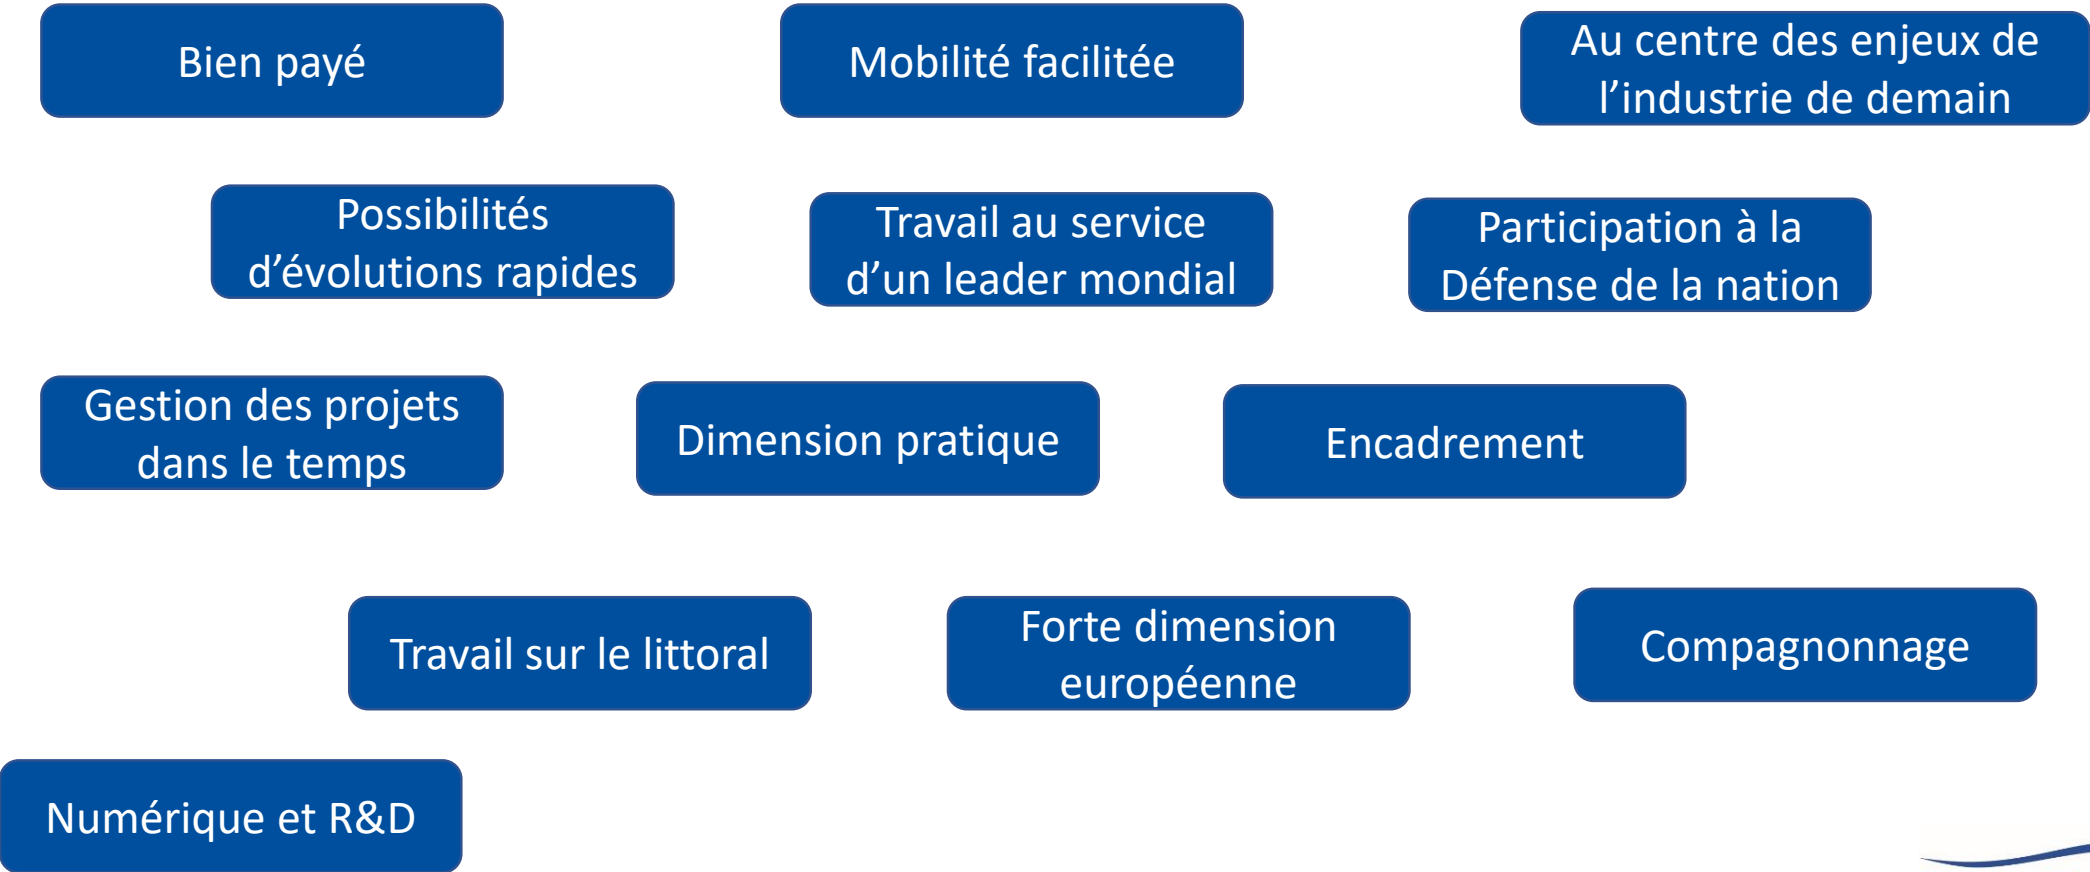 Bien payé
Mobilité facilitée
Au centre des enjeux de
l’industrie de demain
Possibilités
d’évolutions rapides
Travail au service
d’un leader mondial
Participation à la
Défense de la nation
Gestion des projets
dans le temps
Dimension pratique
Encadrement
Travail sur le littoral
Forte dimension
européenne
Compagnonnage
Numérique et R&D